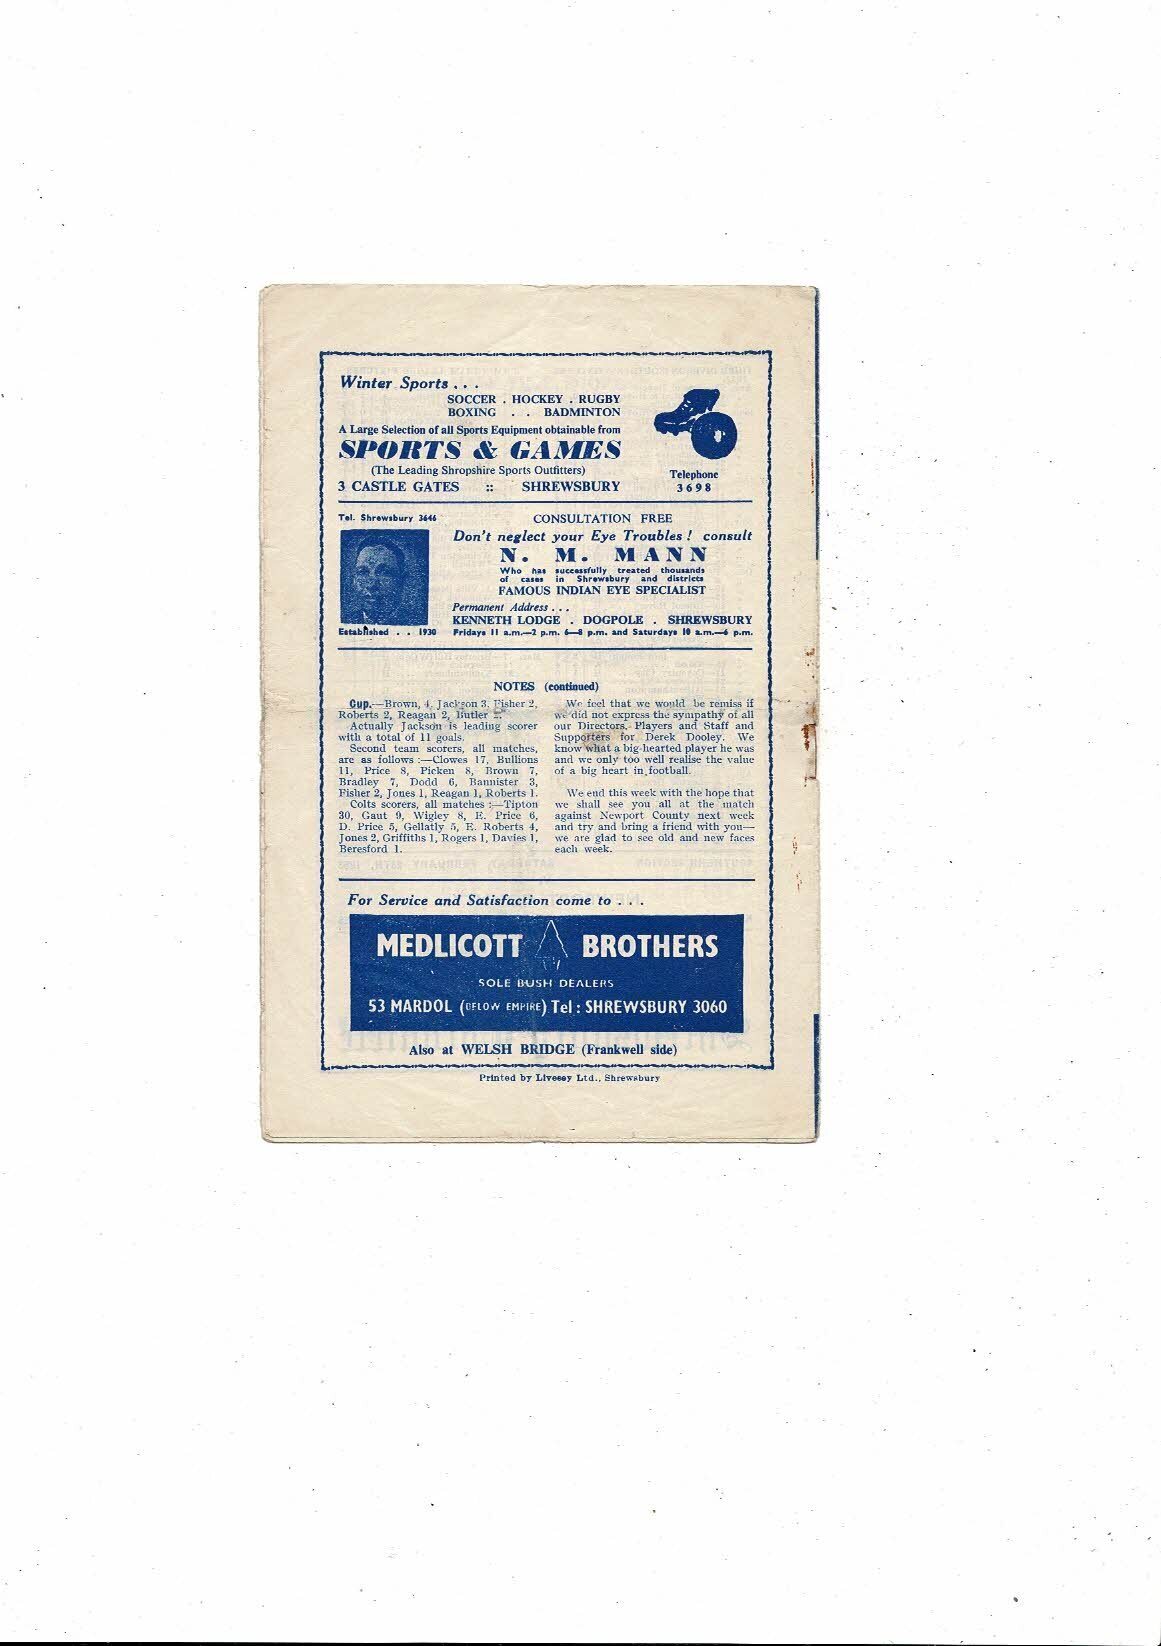 Winter Sports . . .
SOCCER . HOCKEY . RUGBY
BOXING . . BADMINTON
A Large Selection of all Sports Equipment obtainable from
SPORTS & GAMES
(The Leading Shropshire Sports Outfitters)
3 CASTLE GATES :: SHREWSBURY
Telephone
3698
Tel. Shrewsbury 3646
CONSULTATION FREE
Don't neglect your Eye Troubles ! consult
N. M. MANN
Who has successfully treated thousands
of cases in Shrewsbury and districts
FAMOUS INDIAN EYE SPECIALIST
Permanent Address . . .
KENNETH LODGE . DOGPOLE . SHREWSBURY
Established . . 1930
Fridays 11 a.m.—2 p.m. 6—8 p.m. and Saturdays 10 a.m.—6 p.m.
NOTES (continued)
Cup.—Brown, 4, Jackson 3, Fisher 2,
Roberts 2, Reagan 2, Butler 2.
Actually Jackson is leading scorer
with a total of 11 goals.
Second team scorers, all matches,
are as follows :—Clowes 17, Bullions
11, Price 8, Picken 8, Brown 7,
Bradley 7, Dodd 6, Bannister 3,
Fisher 2, Jones 1, Reagan 1, Roberts 1.
Colts scorers, all matches :—Tipton
30, Gaut 9, Wigley 8, E. Price 6,
D. Price 5, Gellatly 5, E. Roberts 4,
Jones 2, Griffiths 1, Rogers 1, Davies 1,
Beresford 1.
We feel that we would be remiss if
we did not express the sympathy of all
our Directors, Players and Staff and
Supporters for Derek Dooley. We
know what a big-hearted player he was
and we only too well realise the value
of a big heart in football.
We end this week with the hope that
we shall see you all at the match
against Newport County next week
and try and bring a friend with you—
we are glad to see old and new faces
each week.
For Service and Satisfaction come to . . .
MEDLICOTT BROTHERS
SOLE BUSH DEALERS
53 MARDOL (BELOW EMPIRE) Tel : SHREWSBURY 3060
Also at WELSH BRIDGE (Frankwell side)
Printed by Livesey Ltd., Shrewsbury